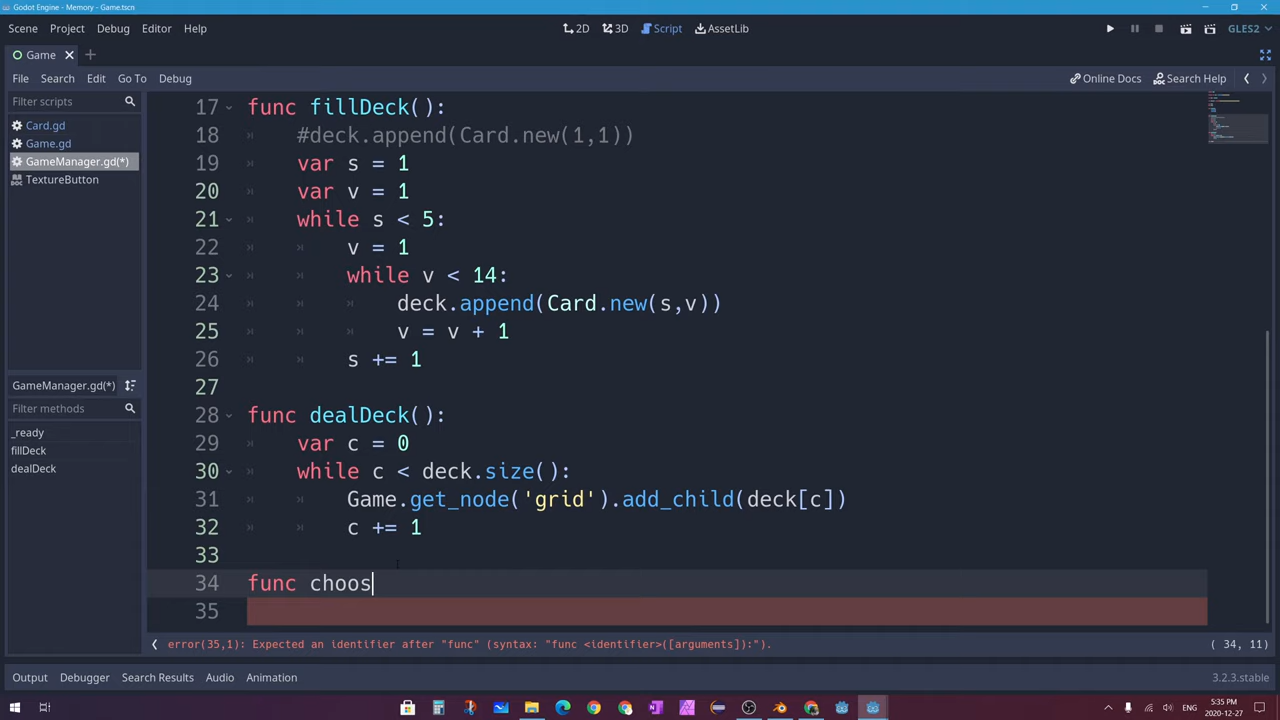 Godot Engine - Memory - Game.tscn
Scene Project Debug Editor Help
2D 3D Script AssetLib
GLES2
Game
File Search Edit Go To Debug
Online Docs Search Help
Filter scripts
Card.gd
Game.gd
GameManager.gd(*)
TextureButton
GameManager.gd(*)
Filter methods
_ready
fillDeck
dealDeck
17 func fillDeck():
18 #deck.append(Card.new(1,1))
19 var s = 1
20 var v = 1
21 while s < 5:
22 v = 1
23 while v < 14:
24 deck.append(Card.new(s,v))
25 v = v + 1
26 s += 1
27
28 func dealDeck():
29 var c = 0
30 while c < deck.size():
31 Game.get_node('grid').add_child(deck[c])
32 c += 1
33
34 func choos
35
error(35,1): Expected an identifier after "func" (syntax: "func <identifier>([arguments]):").
( 34, 11)
Output Debugger Search Results Audio Animation
3.2.3.stable
ENG
5:35 PM
2020-12-27